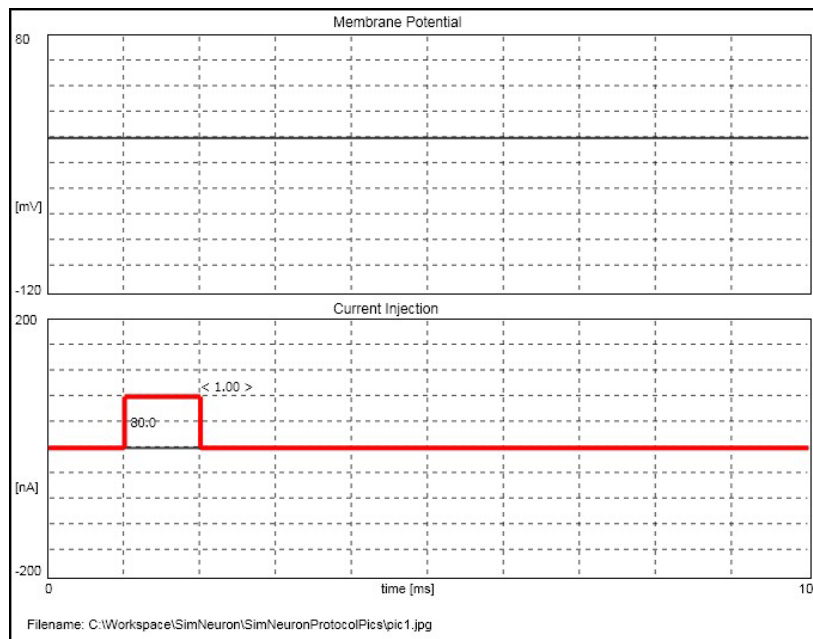 Membrane Potential
80
[mV]
-120
Current Injection
200
< 1.00 >
80.0
[nA]
-200
0 time [ms] 10
Filename: C:\Workspace\SimNeuron\SimNeuronProtocolPics\pic1.jpg